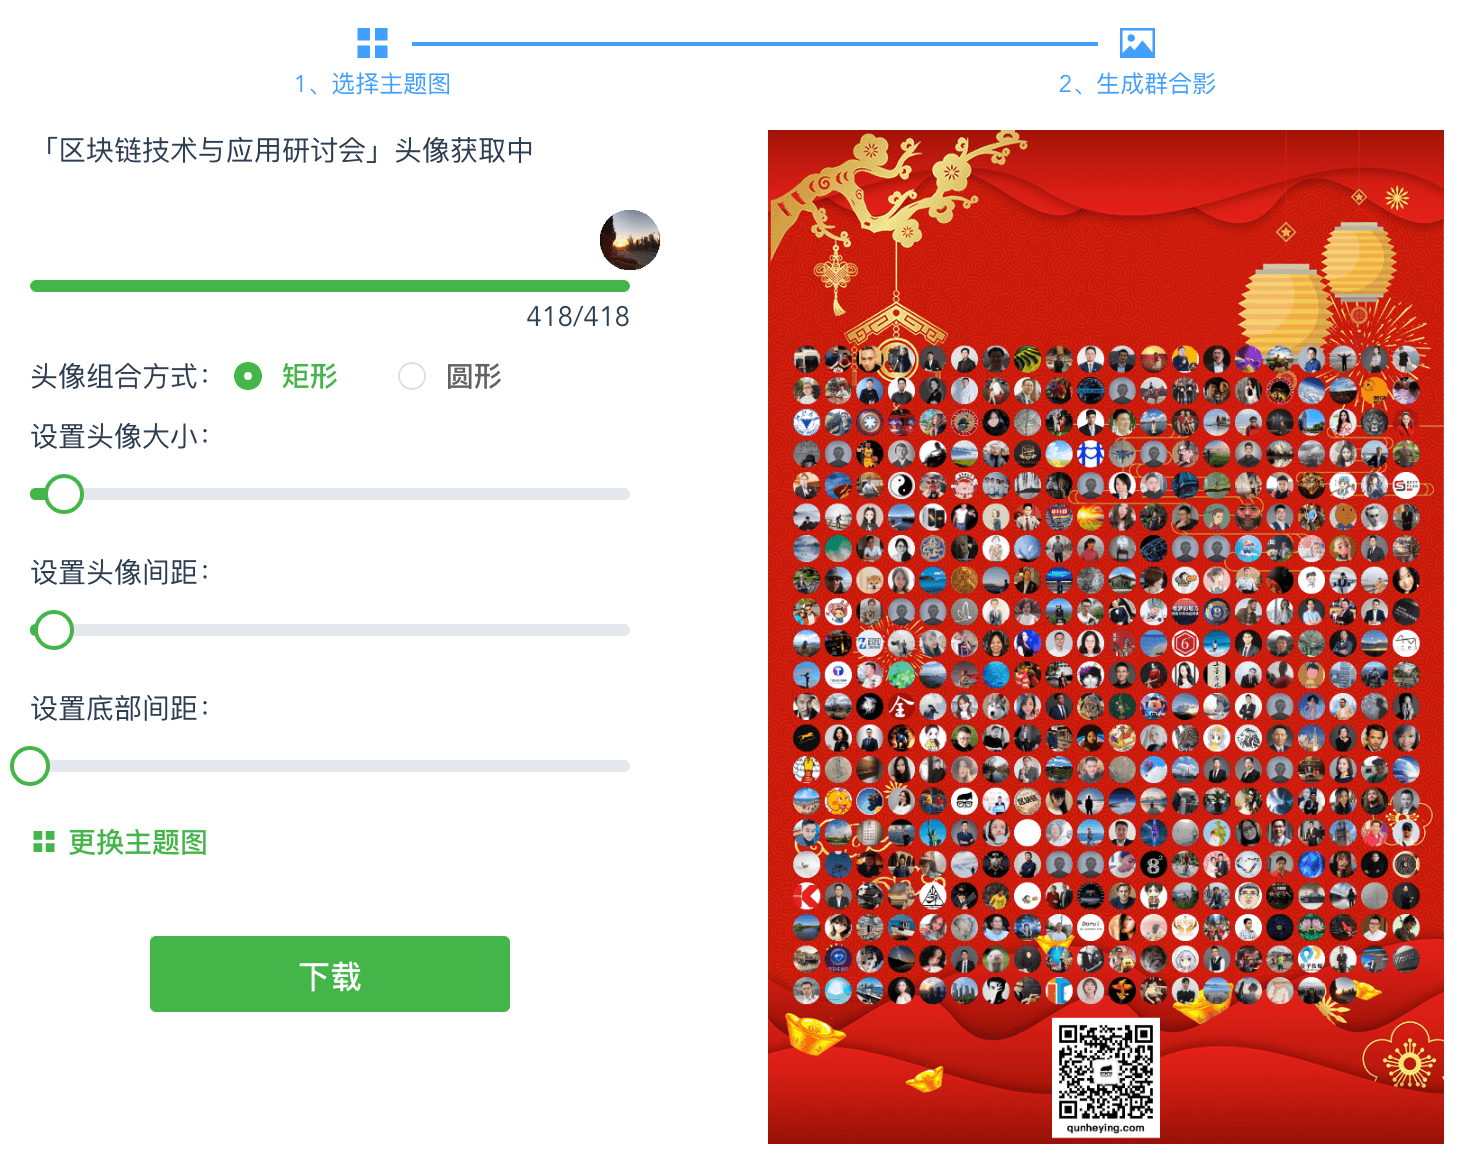 1、选择主题图
2、生成群合影
「区块链技术与应用研讨会」头像获取中
418/418
头像组合方式：
矩形
圆形
设置头像大小：
设置头像间距：
设置底部间距：
更换主题图
下载
qunheying.com